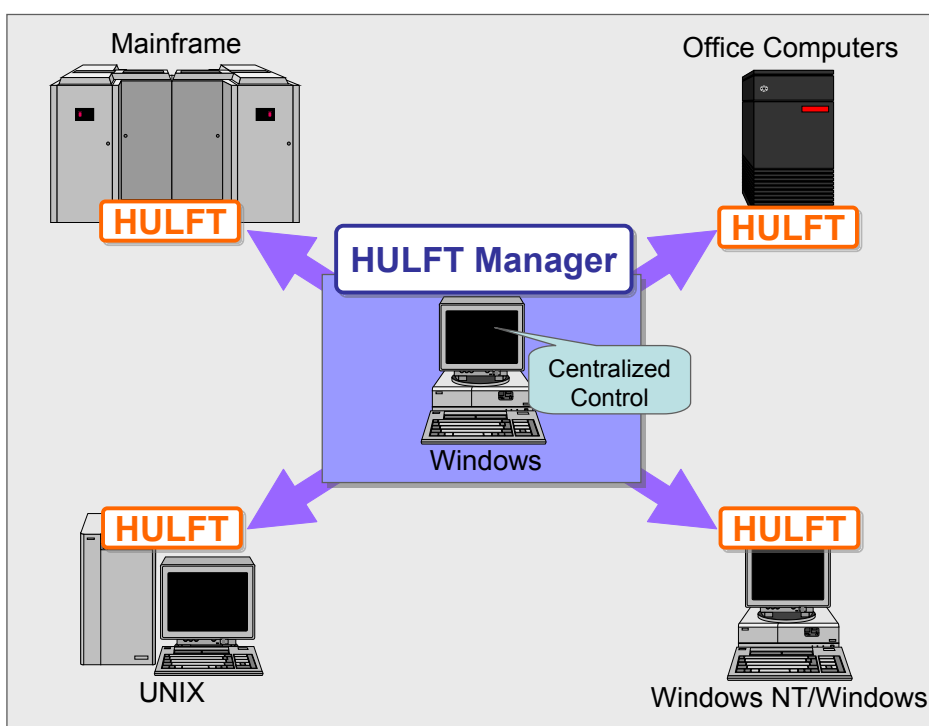 Mainframe
Office Computers
HULFT
HULFT
HULFT Manager
Centralized
Control
Windows
HULFT
HULFT
UNIX
Windows NT/Windows